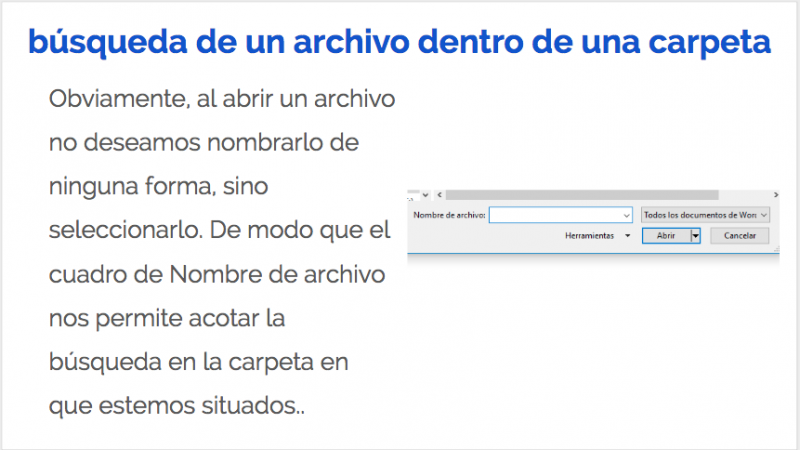 búsqueda de un archivo dentro de una carpeta
Obviamente, al abrir un archivo
no deseamos nombrarlo de
ninguna forma, sino
seleccionarlo. De modo que el
cuadro de Nombre de archivo
nos permite acotar la
búsqueda en la carpeta en
que estemos situados..
Nombre de archivo:
Todos los documentos de Wor
Herramientas
Abrir
Cancelar